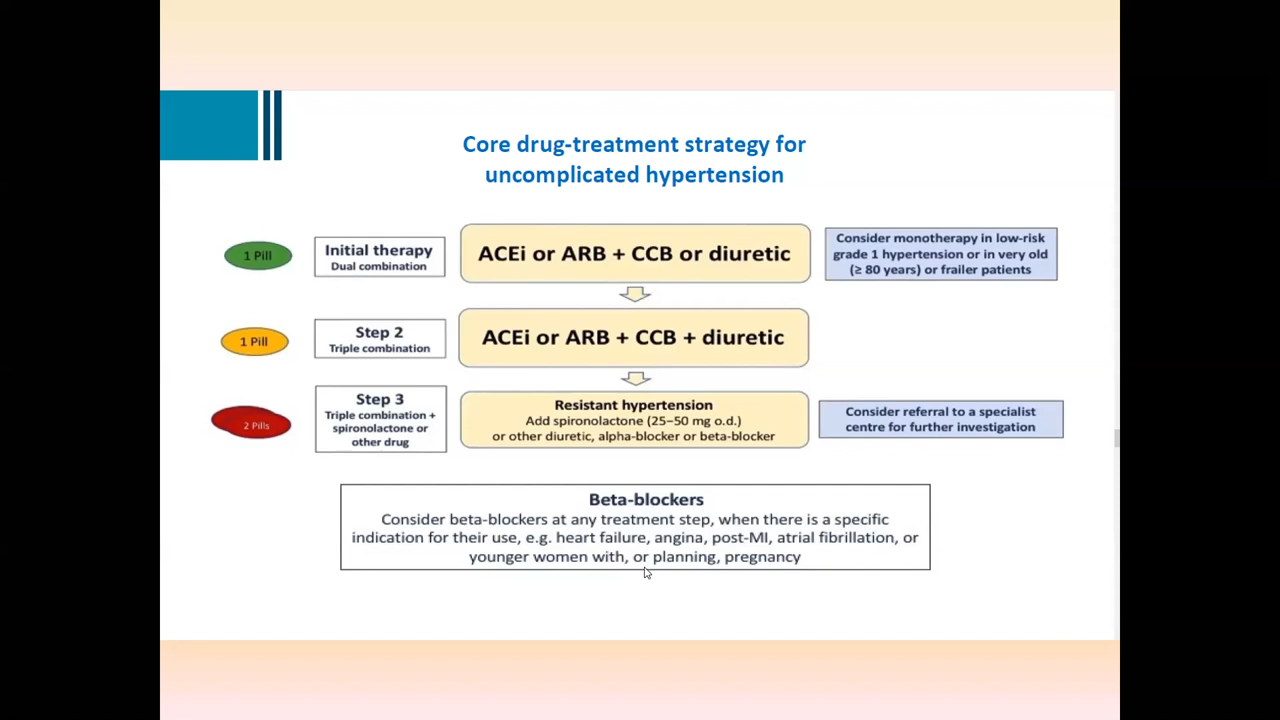 Core drug-treatment strategy for
uncomplicated hypertension
1 Pill
Initial therapy
Dual combination
ACEi or ARB + CCB or diuretic
Consider monotherapy in low-risk
grade 1 hypertension or in very old
(≥ 80 years) or frailer patients
1 Pill
Step 2
Triple combination
ACEi or ARB + CCB + diuretic
2 Pills
Step 3
Triple combination +
spironolactone or
other drug
Resistant hypertension
Add spironolactone (25–50 mg o.d.)
or other diuretic, alpha-blocker or beta-blocker
Consider referral to a specialist
centre for further investigation
Beta-blockers
Consider beta-blockers at any treatment step, when there is a specific
indication for their use, e.g. heart failure, angina, post-MI, atrial fibrillation, or
younger women with, or planning, pregnancy